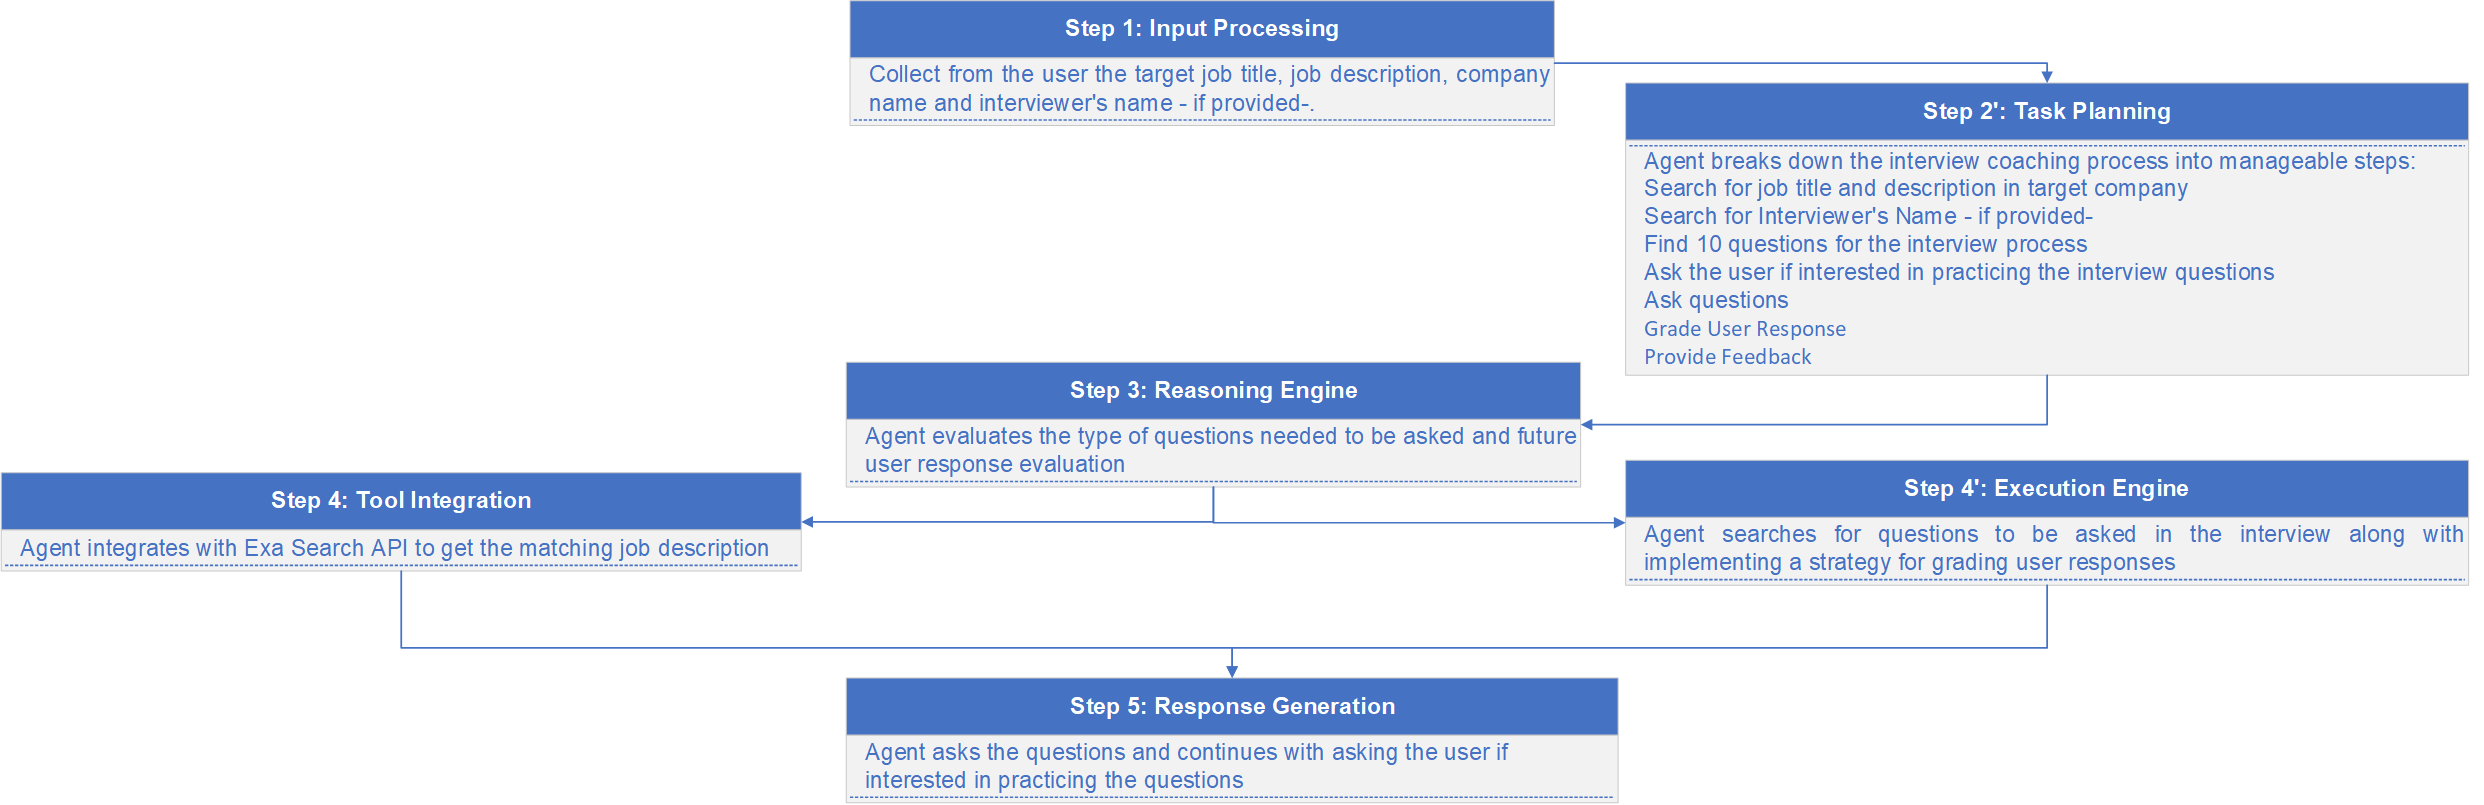 Step 1: Input Processing
Collect from the user the target job title, job description, company
name and interviewer's name - if provided-.
Step 2': Task Planning
Agent breaks down the interview coaching process into manageable steps:
Search for job title and description in target company
Search for Interviewer's Name - if provided-
Find 10 questions for the interview process
Ask the user if interested in practicing the interview questions
Ask questions
Grade User Response
Provide Feedback
Step 3: Reasoning Engine
Agent evaluates the type of questions needed to be asked and future
user response evaluation
Step 4: Tool Integration
Agent integrates with Exa Search API to get the matching job description
Step 4': Execution Engine
Agent searches for questions to be asked in the interview along with
implementing a strategy for grading user responses
Step 5: Response Generation
Agent asks the questions and continues with asking the user if
interested in practicing the questions